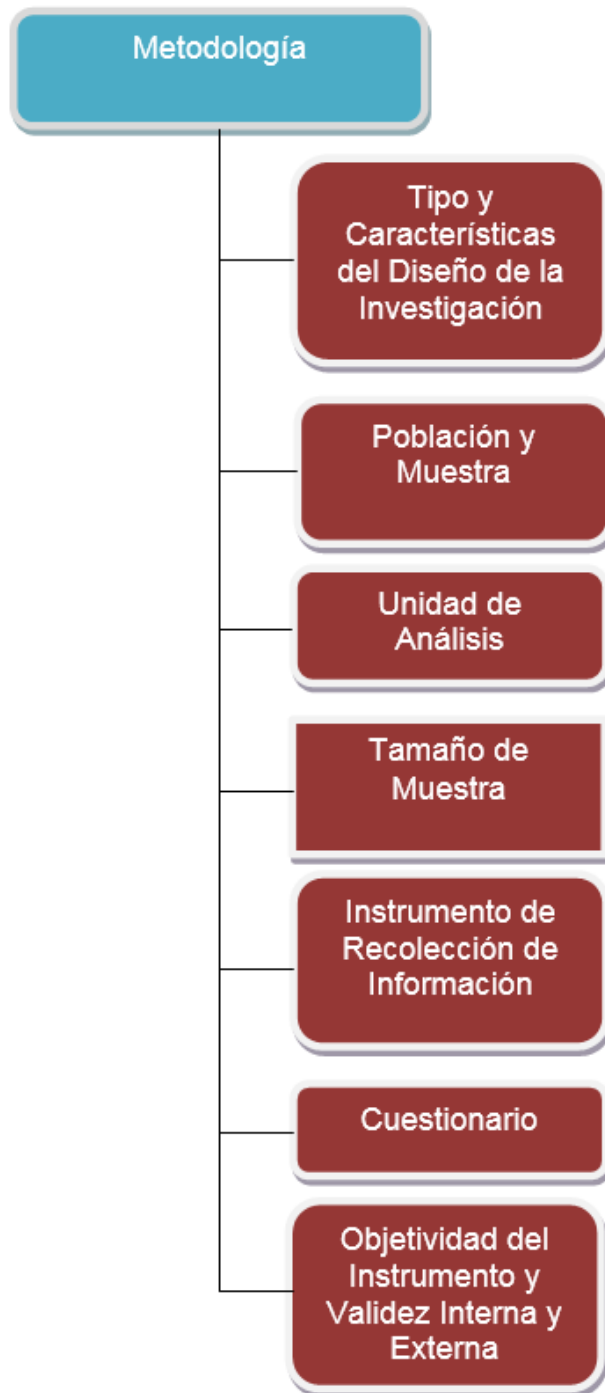 Metodología
Tipo y
Características
del Diseño de la
Investigación
Población y
Muestra
Unidad de
Análisis
Tamaño de
Muestra
Instrumento de
Recolección de
Información
Cuestionario
Objetividad del
Instrumento y
Validez Interna y
Externa